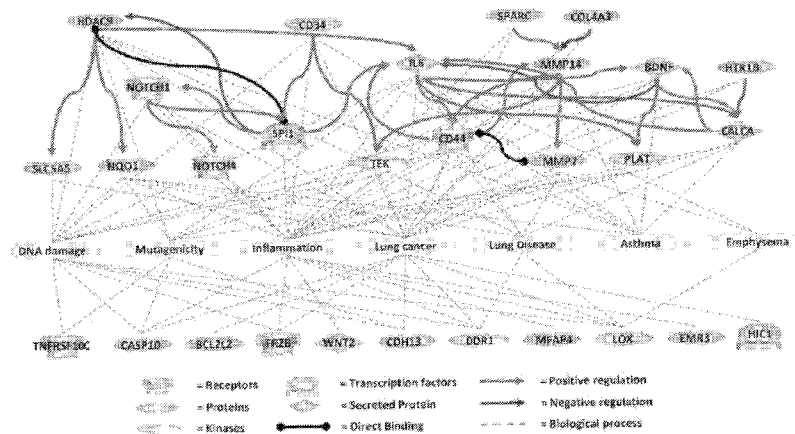 HDAC9 CD34 SPARC COL4A3
IL6 MMP14 BDNF HTR1B
NOTCH1
SPI1 CD44 CALCA
SLC5A5 NQO1 NOTCH4 TEK MMP7 PLAT
DNA damage Mutagenicity Inflammation Lung cancer Lung Disease Asthma Emphysema
TNFRSF10C CASP10 BCL2L2 WNT2 CDH13 DDR1 MFAP4 LOX EMR3 HIC1
= Receptors = Transcription factors = Positive regulation
= Proteins = Secreted Protein = Negative regulation
= Kinases = Direct Binding = Biological process